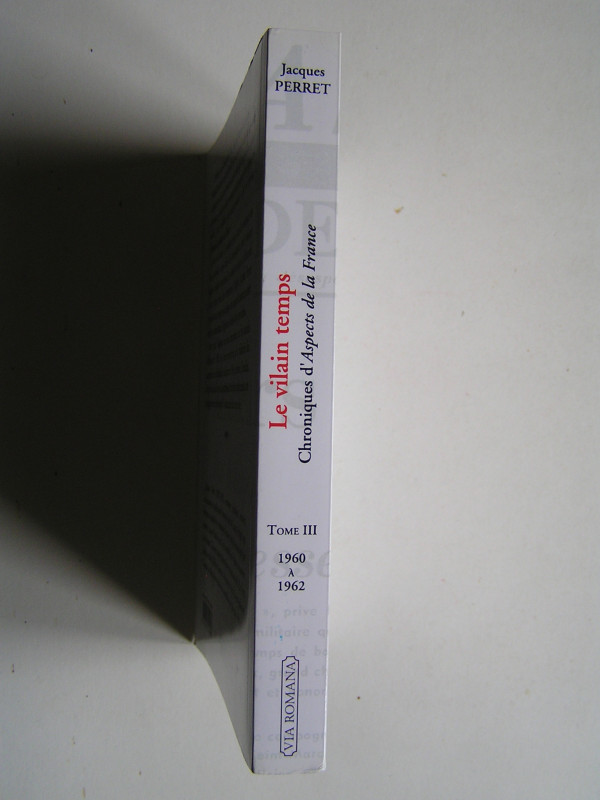 Jacques
PERRET
Le vilain temps
Chroniques d'Aspects de la France
TOME III
1960
À
1962
VIA ROMANA